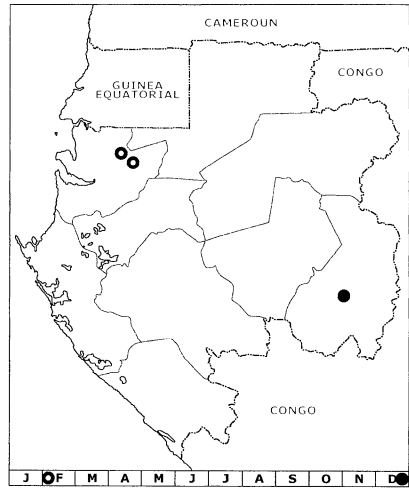 CAMEROUN
GUINEA
EQUATORIAL
CONGO
CONGO
J F M A M J J A S O N D